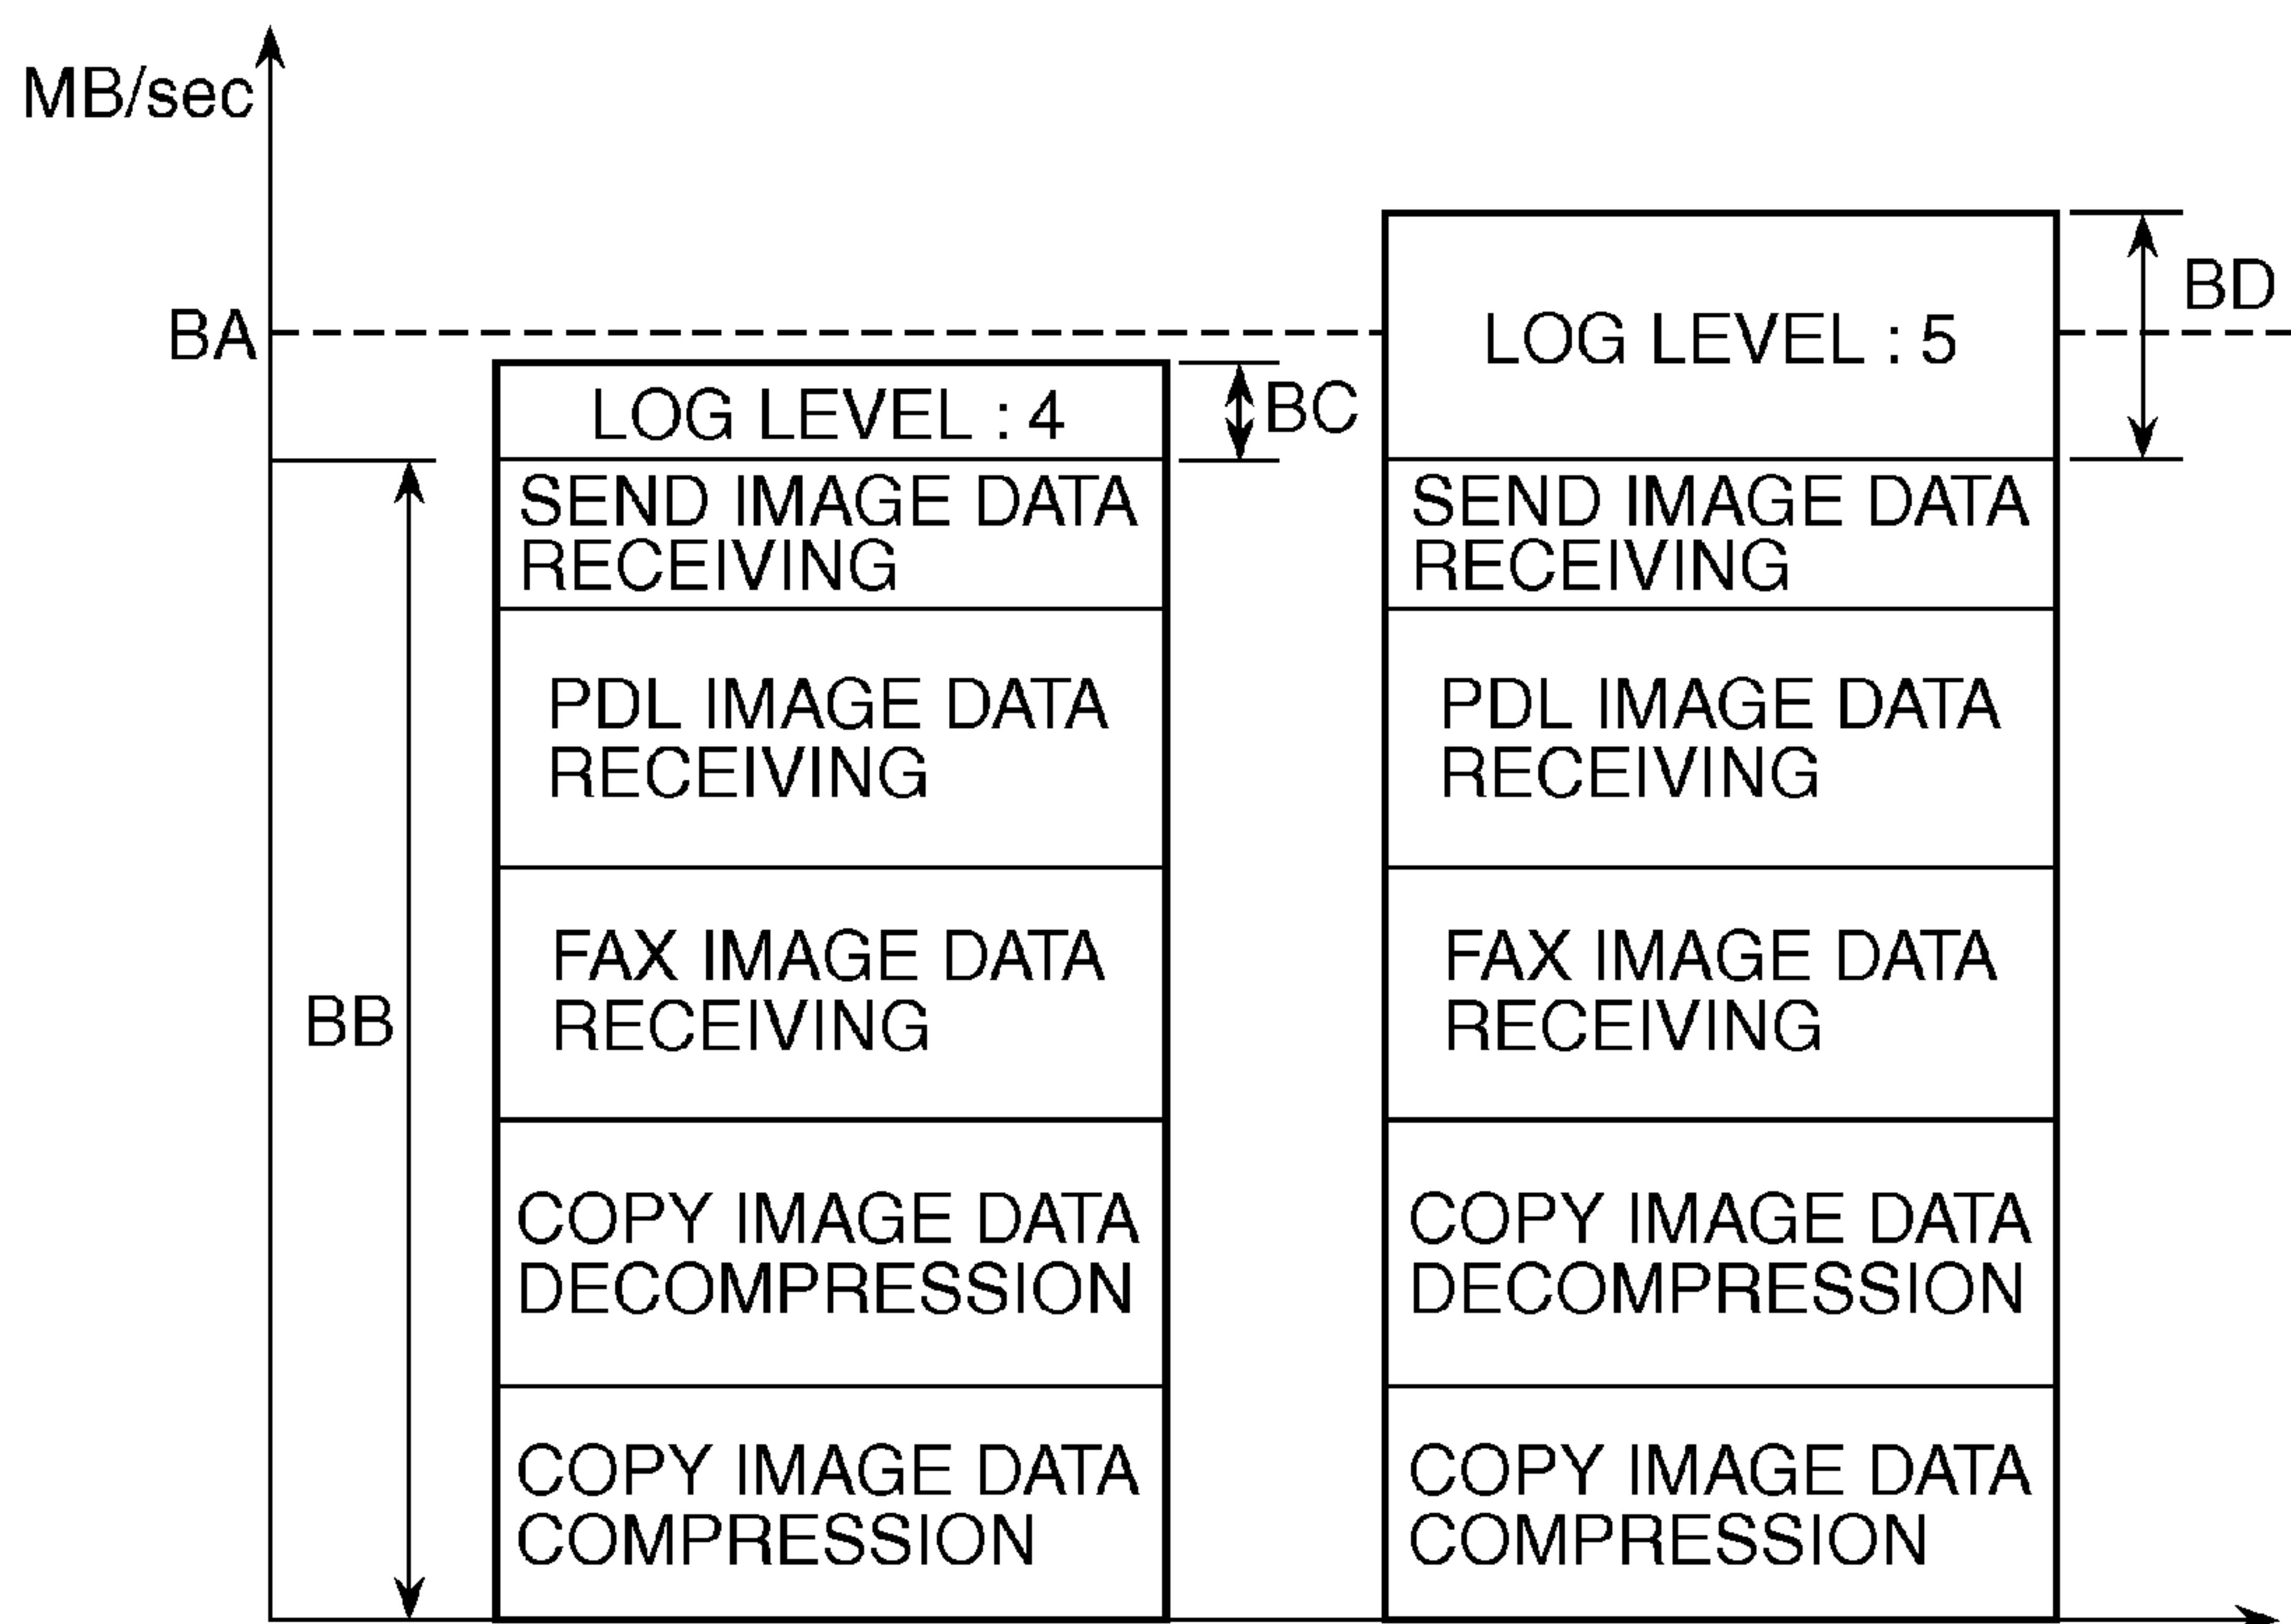 MB/sec
BA
BB
LOG LEVEL : 4
SEND IMAGE DATA
RECEIVING
PDL IMAGE DATA
RECEIVING
FAX IMAGE DATA
RECEIVING
COPY IMAGE DATA
DECOMPRESSION
COPY IMAGE DATA
COMPRESSION
BC
LOG LEVEL : 5
SEND IMAGE DATA
RECEIVING
PDL IMAGE DATA
RECEIVING
FAX IMAGE DATA
RECEIVING
COPY IMAGE DATA
DECOMPRESSION
COPY IMAGE DATA
COMPRESSION
BD